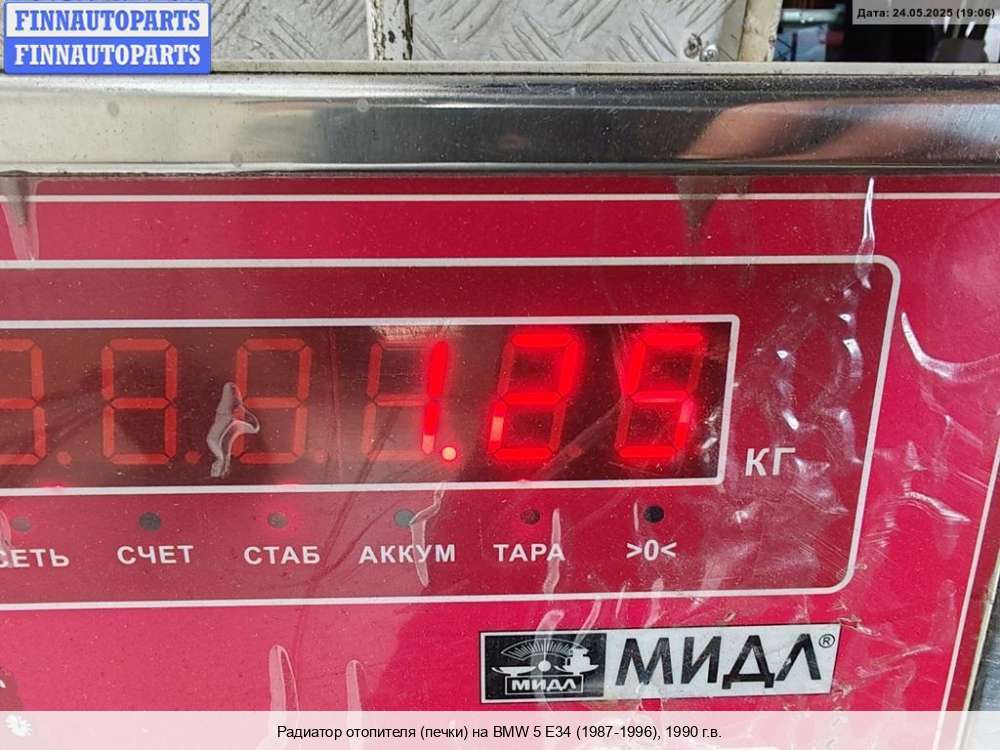 FINNAUTOPARTS
FINNAUTOPARTS
Дата: 24.05.2025 (19:06)
1.25
КГ
СЕТЬ СЧЕТ СТАБ АККУМ ТАРА >0<
МИДЛ МИДЛ®
Радиатор отопителя (печки) на BMW 5 E34 (1987-1996), 1990 г.в.